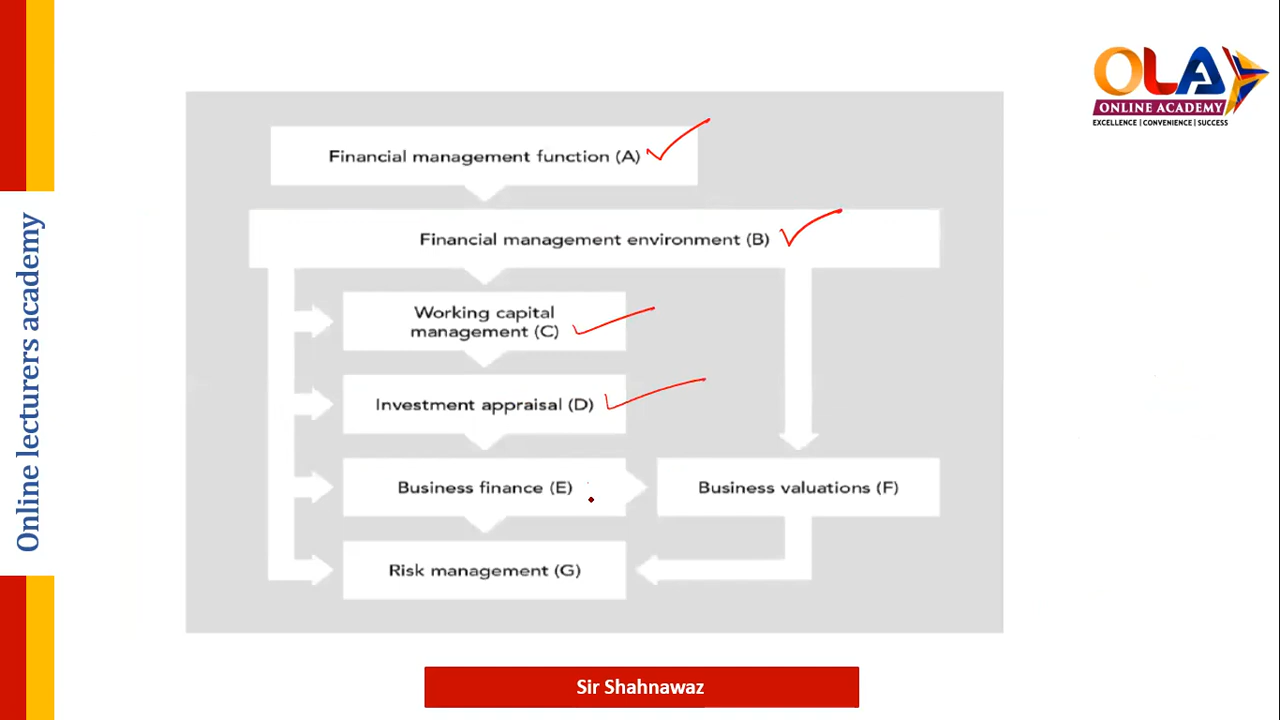 OLA
ONLINE ACADEMY
EXCELLENCE | CONVENIENCE | SUCCESS
Online lecturers academy
Financial management function (A)
Financial management environment (B)
Working capital
management (C)
Investment appraisal (D)
Business finance (E)
Business valuations (F)
Risk management (G)
Sir Shahnawaz